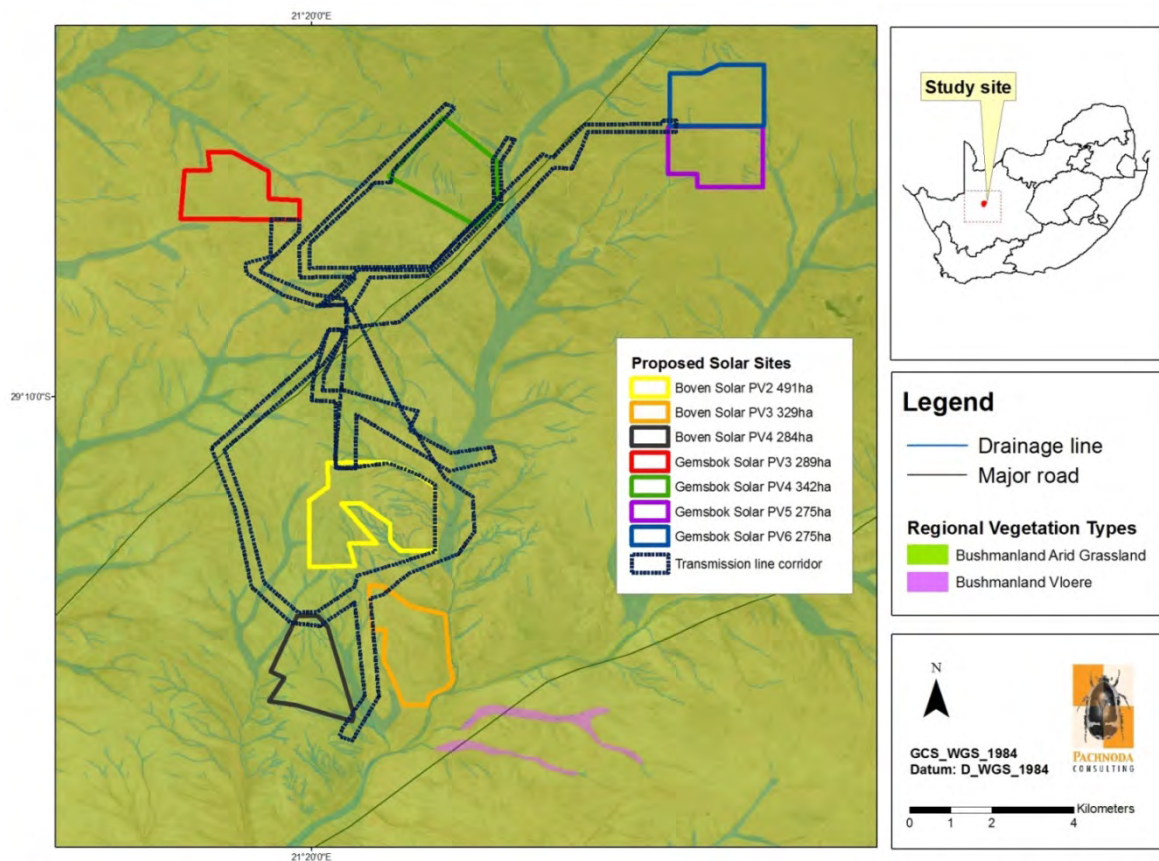 21°20'0"E
Study site
29°10'0"S
Proposed Solar Sites
Boven Solar PV2 491ha
Boven Solar PV3 329ha
Boven Solar PV4 284ha
Gemsbok Solar PV3 289ha
Gemsbok Solar PV4 342ha
Gemsbok Solar PV5 275ha
Gemsbok Solar PV6 275ha
Transmission line corridor
Legend
Drainage line
Major road
Regional Vegetation Types
Bushmanland Arid Grassland
Bushmanland Vloere
N
PACHNODA
CONSULTING
GCS_WGS_1984
Datum: D_WGS_1984
Kilometers
0 1 2 4
21°20'0"E